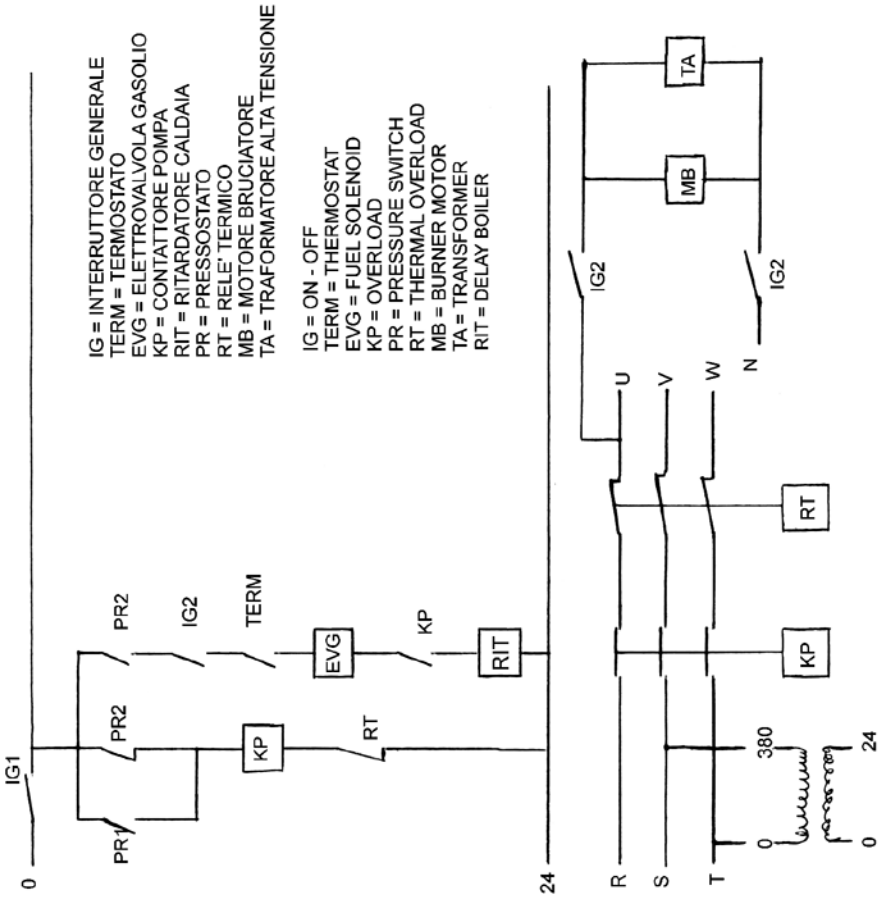 IG = INTERRUTTORE GENERALE
TERM = TERMOSTATO
EVG = ELETTROVALVOLA GASOLIO
KP = CONTATTORE POMPA
RIT = RITARDATORE CALDAIA
PR = PRESSOSTATO
RT = RELE' TERMICO
MB = MOTORE BRUCIATORE
TA = TRAFORMATORE ALTA TENSIONE
IG = ON - OFF
TERM = THERMOSTAT
EVG = FUEL SOLENOID
KP = OVERLOAD
PR = PRESSURE SWITCH
RT = THERMAL OVERLOAD
MB = BURNER MOTOR
TA = TRANSFORMER
RIT = DELAY BOILER
0
IG1
PR1
PR2
KP
RT
PR2
IG2
TERM
EVG
KP
RIT
24
R
S
T
0
380
0
24
KP
RT
U
V
W
N
IG2
IG2
MB
TA